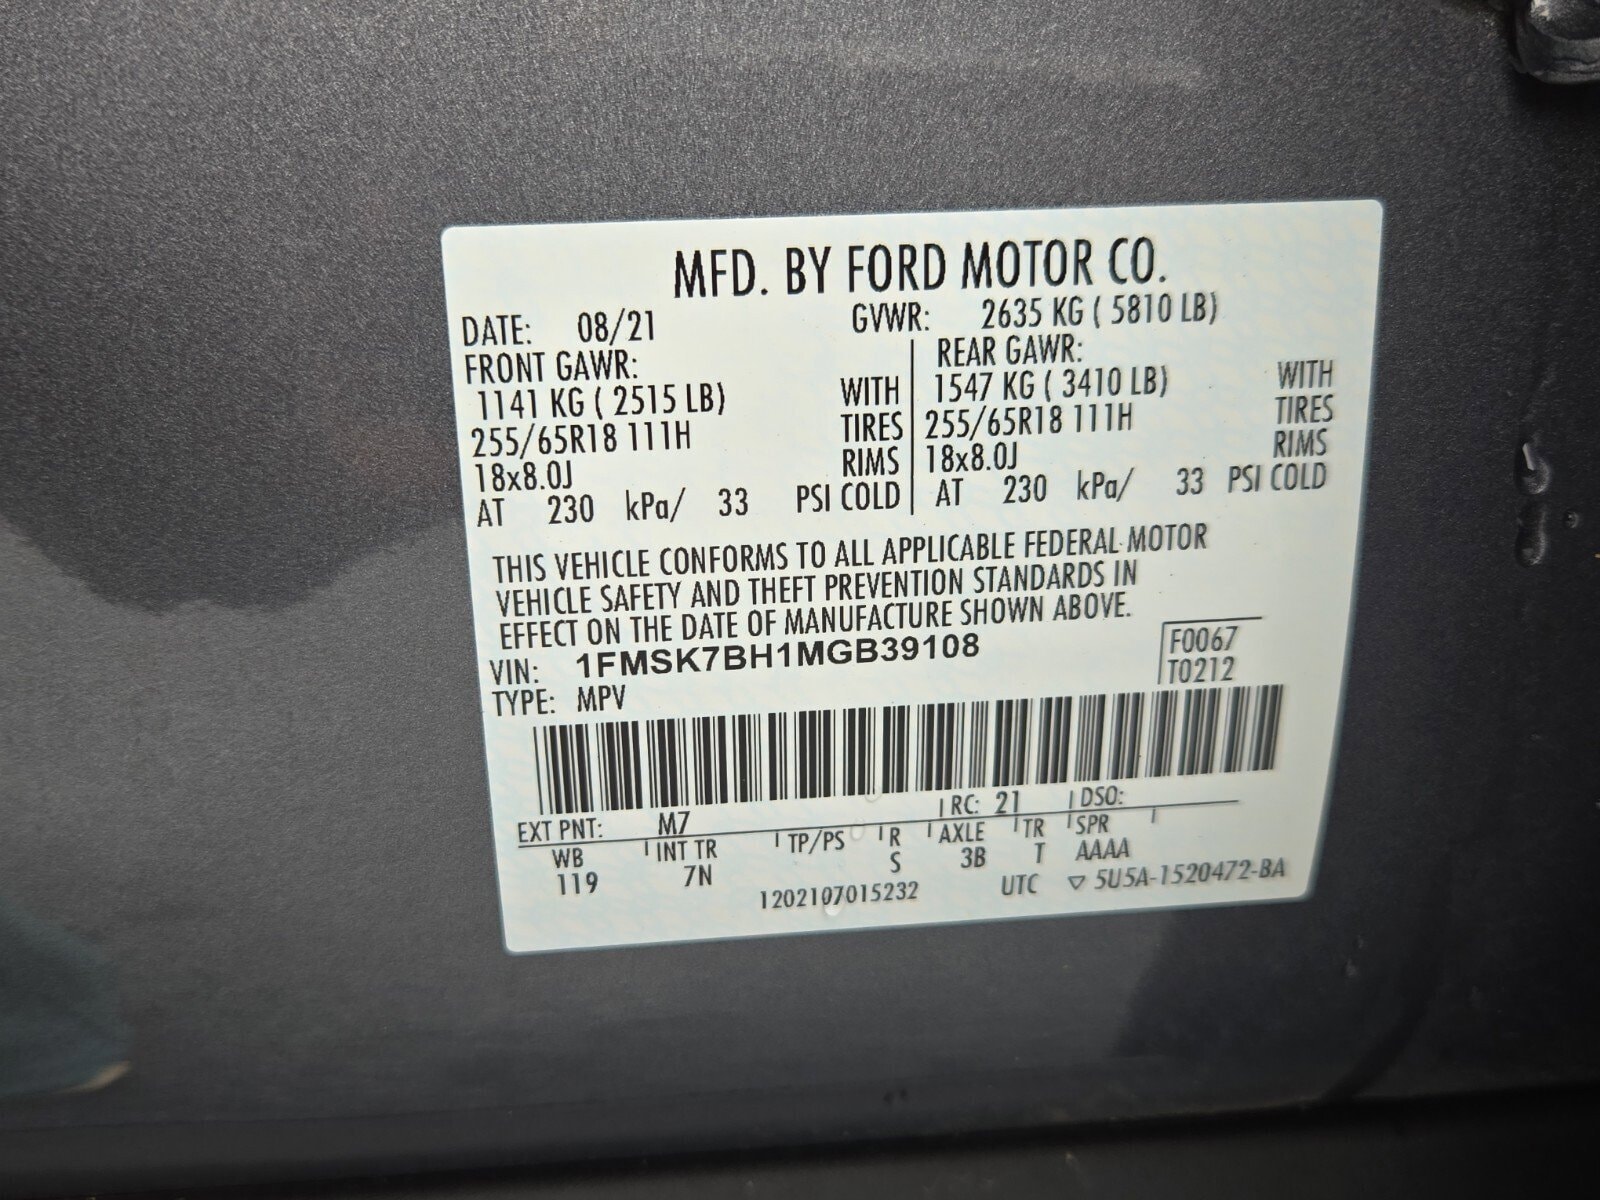 MFD. BY FORD MOTOR CO.
DATE: 08/21 GVWR: 2635 KG ( 5810 LB)
FRONT GAWR: REAR GAWR:
1141 KG ( 2515 LB) WITH 1547 KG ( 3410 LB) WITH
255/65R18 111H TIRES 255/65R18 111H TIRES
18x8.0J RIMS 18x8.0J RIMS
AT 230 kPa/ 33 PSI COLD AT 230 kPa/ 33 PSI COLD
THIS VEHICLE CONFORMS TO ALL APPLICABLE FEDERAL MOTOR
VEHICLE SAFETY AND THEFT PREVENTION STANDARDS IN
EFFECT ON THE DATE OF MANUFACTURE SHOWN ABOVE.
VIN: 1FMSK7BH1MGB39108 F0067
TYPE: MPV T0212
EXT PNT: M7 RC: 21 DSO:
WB INT TR TP/PS R AXLE TR SPR
119 7N S 3B T AAAA
1202107015232 UTC ▽ 5U5A-1520472-BA